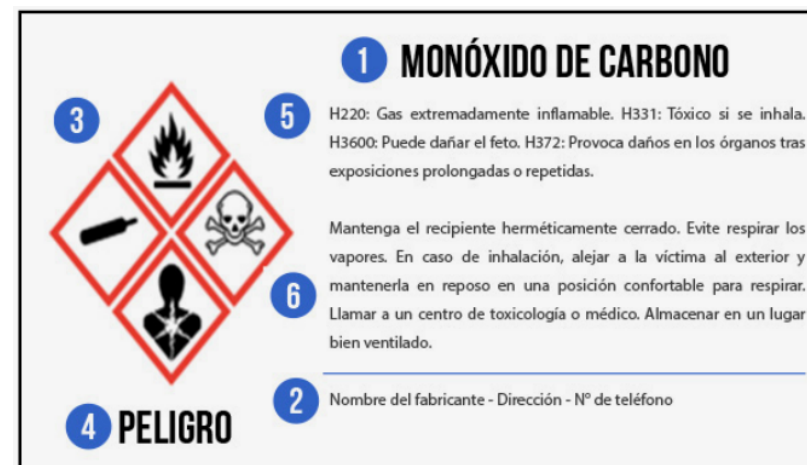 1 MONÓXIDO DE CARBONO
3
5 H220: Gas extremadamente inflamable. H331: Tóxico si se inhala.
H3600: Puede dañar el feto. H372: Provoca daños en los órganos tras
exposiciones prolongadas o repetidas.
Mantenga el recipiente herméticamente cerrado. Evite respirar los
vapores. En caso de inhalación, alejar a la víctima al exterior y
6 mantenerla en reposo en una posición confortable para respirar.
Llamar a un centro de toxicología o médico. Almacenar en un lugar
bien ventilado.
2 Nombre del fabricante - Dirección - N° de teléfono
4 PELIGRO